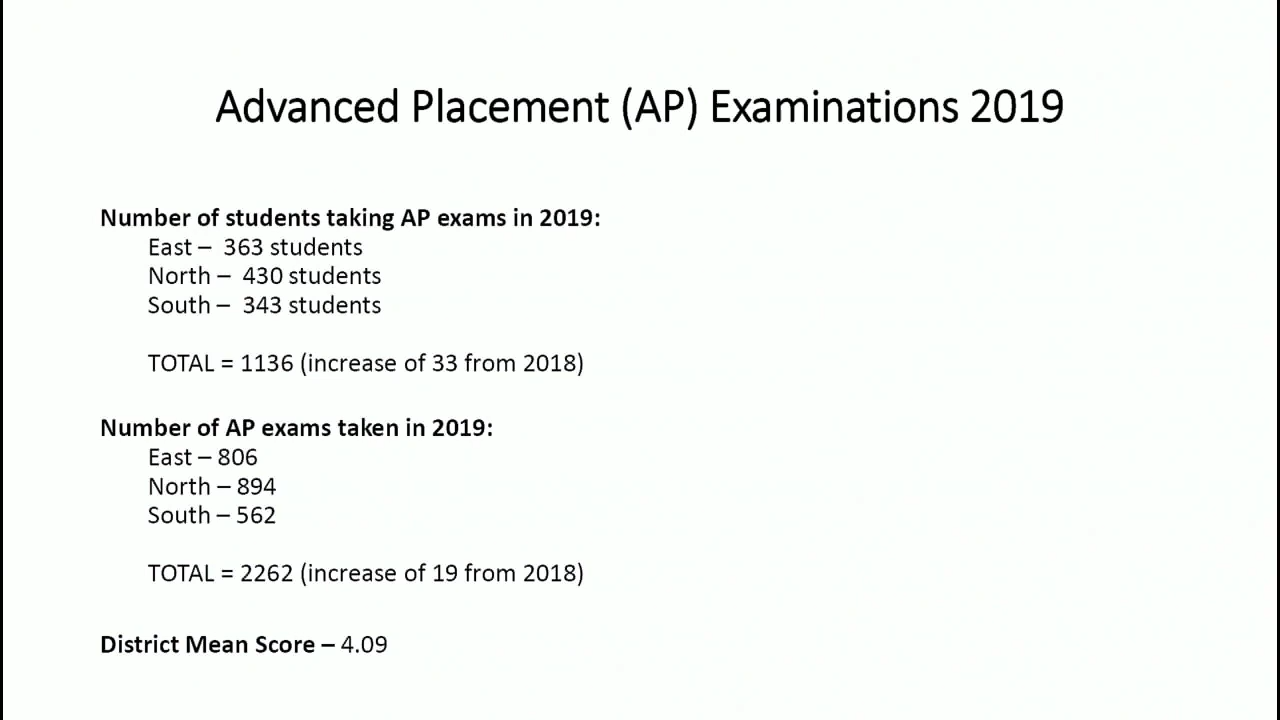 Advanced Placement (AP) Examinations 2019
Number of students taking AP exams in 2019:
East – 363 students
North – 430 students
South – 343 students
TOTAL = 1136 (increase of 33 from 2018)
Number of AP exams taken in 2019:
East – 806
North – 894
South – 562
TOTAL = 2262 (increase of 19 from 2018)
District Mean Score – 4.09